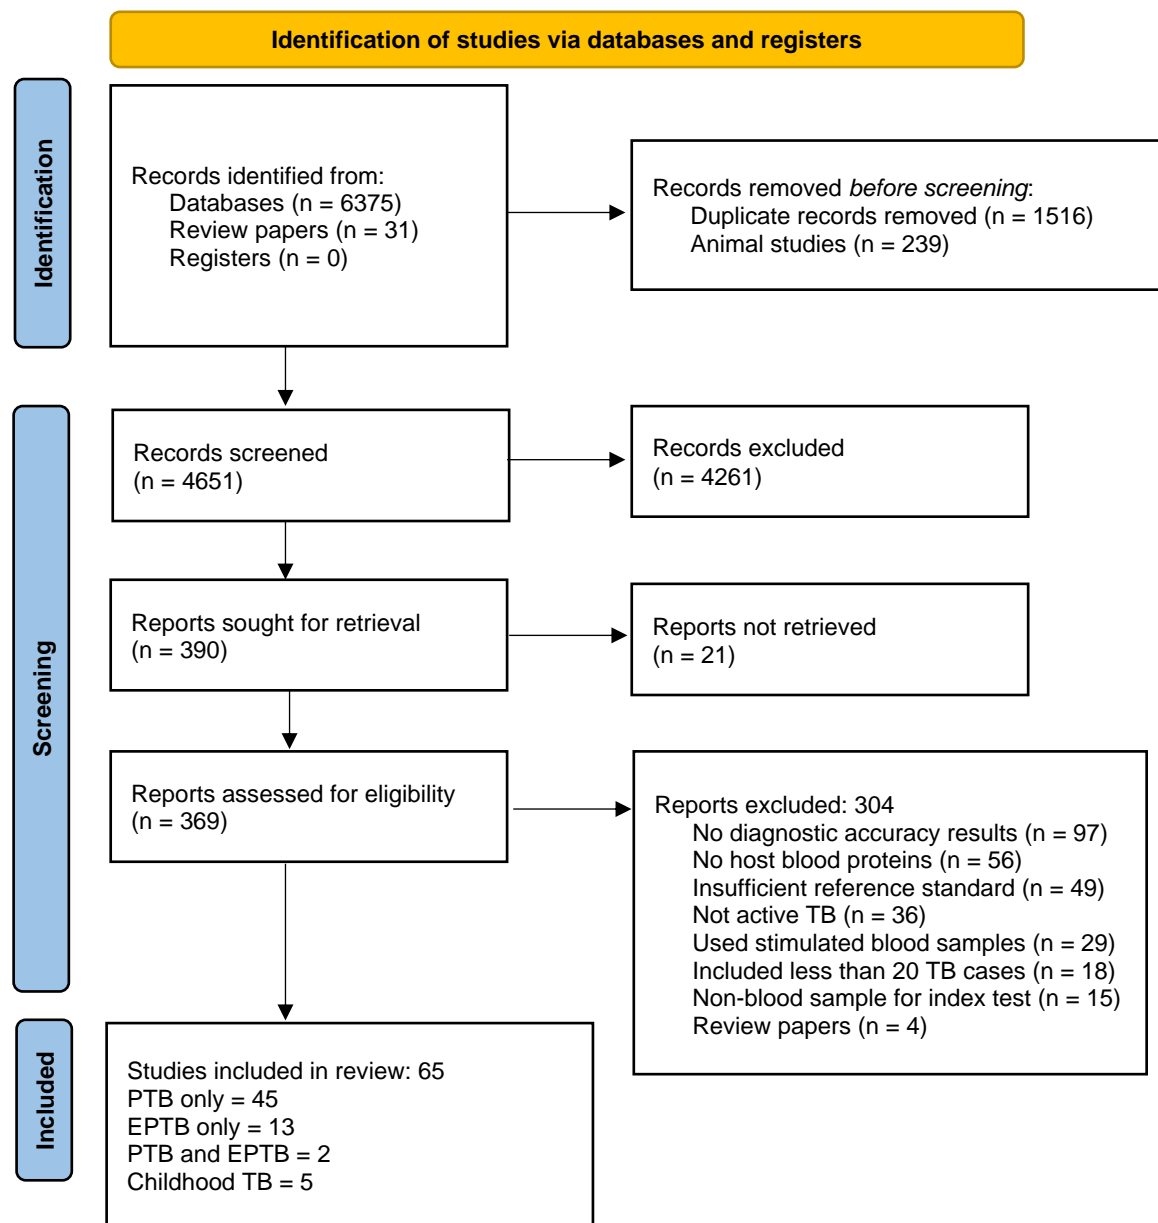 Identification of studies via databases and registers
Identification
Records identified from:
Databases (n = 6375)
Review papers (n = 31)
Registers (n = 0)
Records removed before screening:
Duplicate records removed (n = 1516)
Animal studies (n = 239)
Screening
Records screened
(n = 4651)
Records excluded
(n = 4261)
Reports sought for retrieval
(n = 390)
Reports not retrieved
(n = 21)
Reports assessed for eligibility
(n = 369)
Reports excluded: 304
No diagnostic accuracy results (n = 97)
No host blood proteins (n = 56)
Insufficient reference standard (n = 49)
Not active TB (n = 36)
Used stimulated blood samples (n = 29)
Included less than 20 TB cases (n = 18)
Non-blood sample for index test (n = 15)
Review papers (n = 4)
Included
Studies included in review: 65
PTB only = 45
EPTB only = 13
PTB and EPTB = 2
Childhood TB = 5